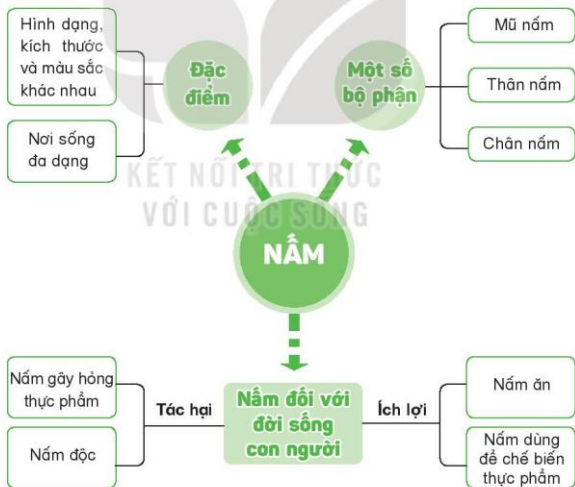 Hình dạng,
kích thước
và màu sắc
khác nhau
Nơi sống
đa dạng
Đặc
điểm
Một số
bộ phận
Mũ nấm
Thân nấm
Chân nấm
KẾT NỐI TRI THỨC
VỚI CUỘC SỐNG
NẤM
Nấm gây hỏng
thực phẩm
Nấm độc
Tác hại
Nấm đối với
đời sống
con người
Ích lợi
Nấm ăn
Nấm dùng
để chế biến
thực phẩm